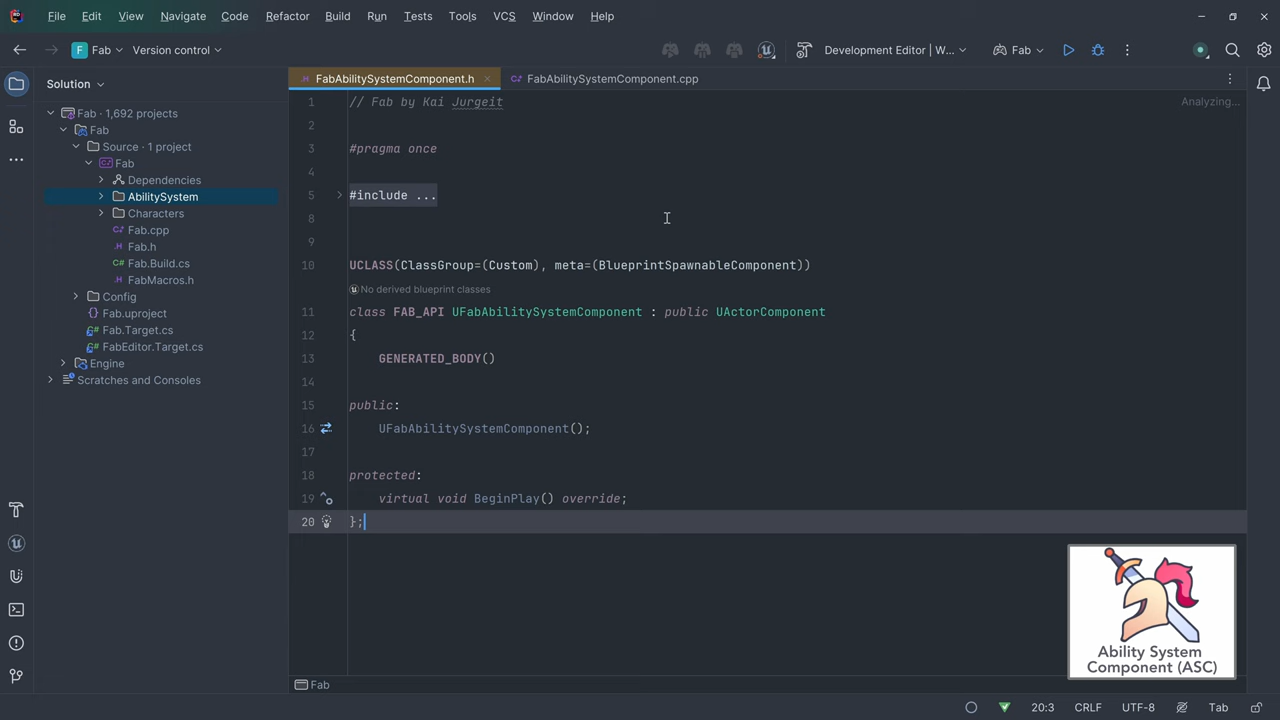 File Edit View Navigate Code Refactor Build Run Tests Tools VCS Window Help
F Fab Version control Development Editor | W... Fab
Solution
FabAbilitySystemComponent.h FabAbilitySystemComponent.cpp
Fab · 1,692 projects
Fab
Source · 1 project
Fab
Dependencies
AbilitySystem
Characters
Fab.cpp
Fab.h
Fab.Build.cs
FabMacros.h
Config
Fab.uproject
Fab.Target.cs
FabEditor.Target.cs
Engine
Scratches and Consoles
Analyzing...
1 // Fab by Kai Jurgeit
2
3 #pragma once
4
5 #include ...
8
9
10 UCLASS(ClassGroup=(Custom), meta=(BlueprintSpawnableComponent))
No derived blueprint classes
11 class FAB_API UFabAbilitySystemComponent : public UActorComponent
12 {
13 GENERATED_BODY()
14
15 public:
16 UFabAbilitySystemComponent();
17
18 protected:
19 virtual void BeginPlay() override;
20 };
Ability System
Component (ASC)
Fab
20:3 CRLF UTF-8 Tab